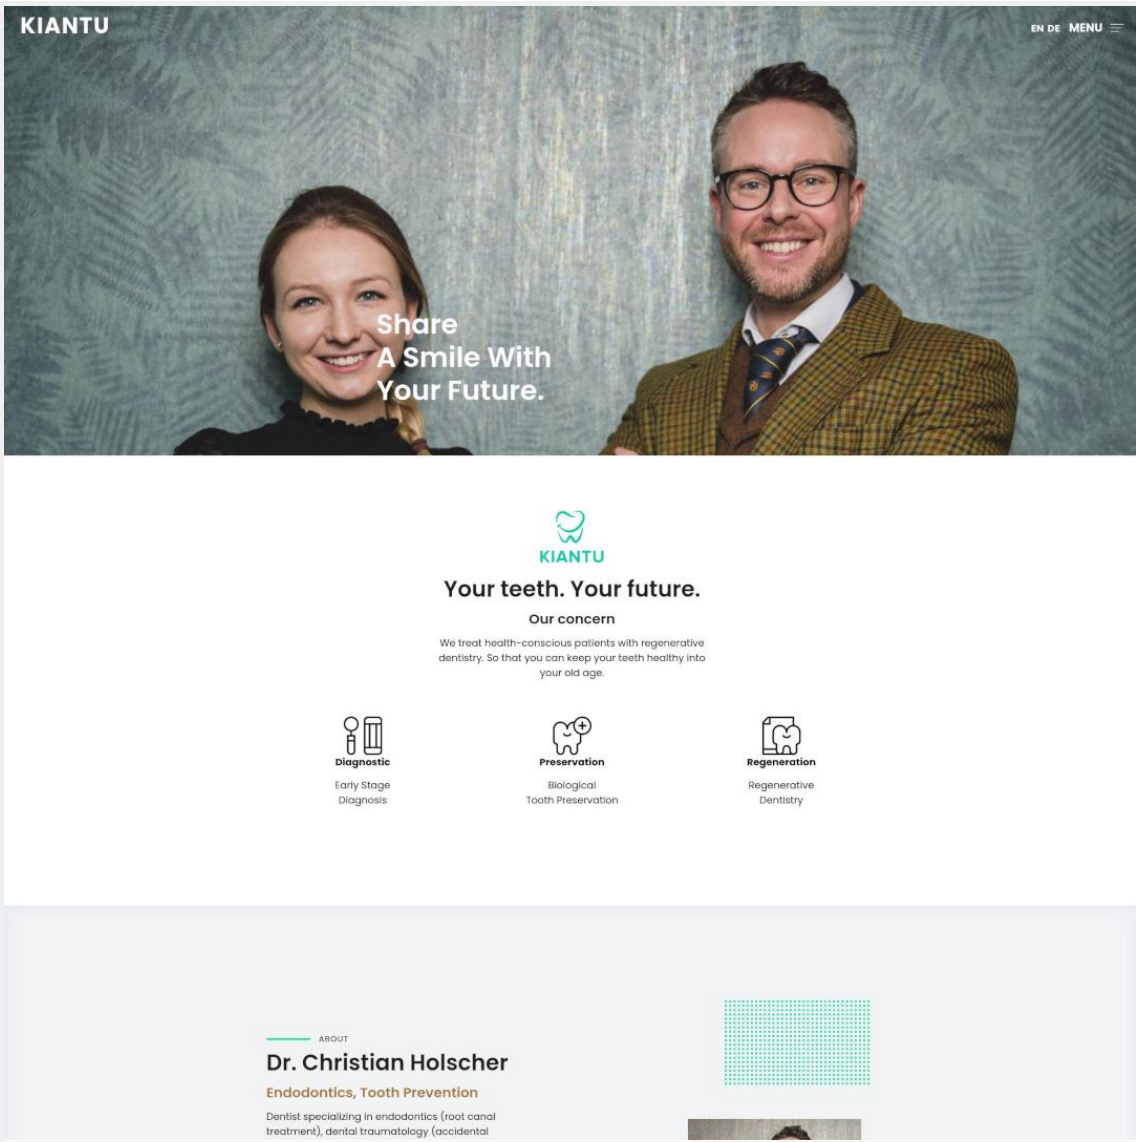 KIANTU
EN DE MENU
Share
A Smile With
Your Future.
KIANTU
Your teeth. Your future.
Our concern
We treat health-conscious patients with regenerative
dentistry. So that you can keep your teeth healthy into
your old age.
Diagnostic
Early Stage
Diagnosis
Preservation
Biological
Tooth Preservation
Regeneration
Regenerative
Dentistry
ABOUT
Dr. Christian Holscher
Endodontics, Tooth Prevention
Dentist specializing in endodontics (root canal
treatment), dental traumatology (accidental